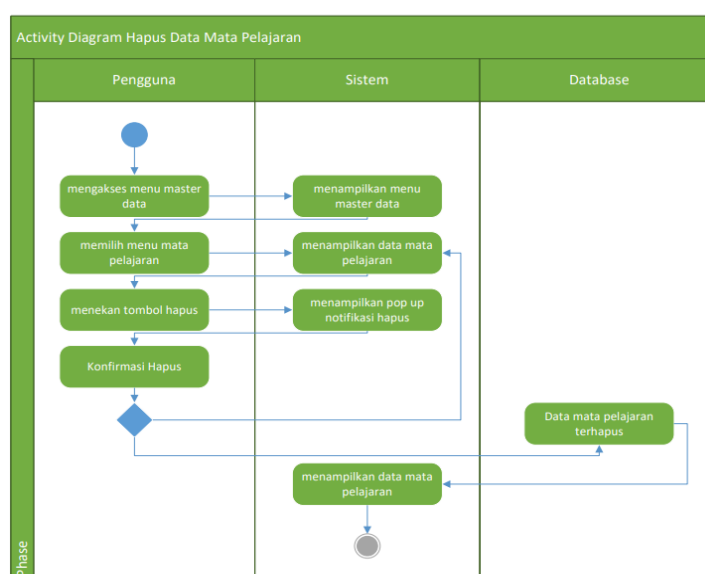 Activity Diagram Hapus Data Mata Pelajaran
Pengguna
Sistem
Database
mengakses menu master
data
menampilkan menu
master data
memilih menu mata
pelajaran
menampilkan data mata
pelajaran
menekan tombol hapus
menampilkan pop up
notifikasi hapus
Konfirmasi Hapus
Data mata pelajaran
terhapus
menampilkan data mata
pelajaran
Phase